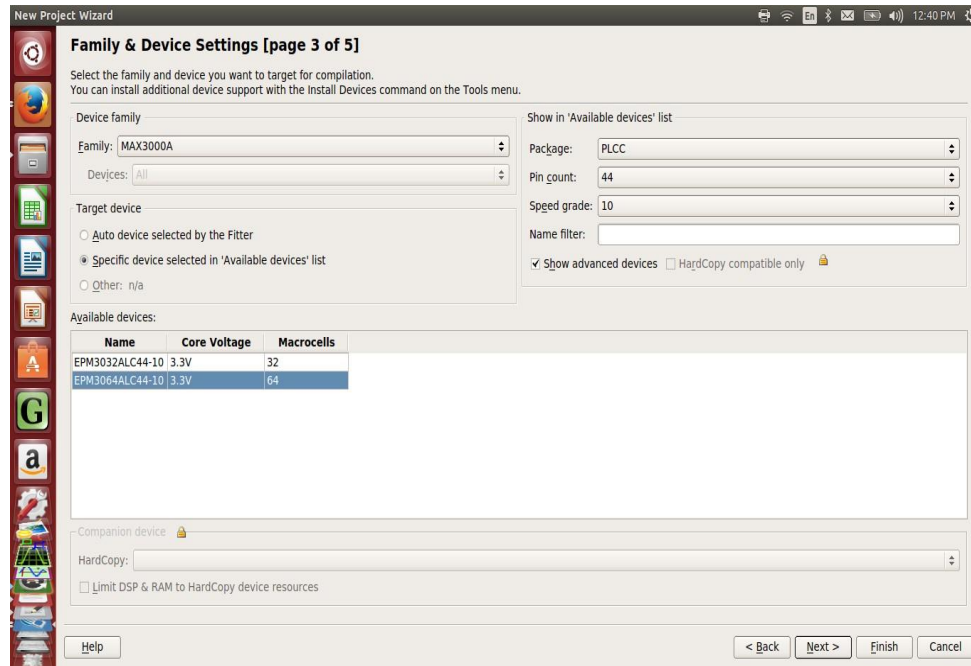 New Project Wizard
En
12:40 PM
Family & Device Settings [page 3 of 5]
Select the family and device you want to target for compilation.
You can install additional device support with the Install Devices command on the Tools menu.
Device family
Family: MAX3000A
Devices: All
Target device
Auto device selected by the Fitter
Specific device selected in 'Available devices' list
Other: n/a
Show in 'Available devices' list
Package: PLCC
Pin count: 44
Speed grade: 10
Name filter:
Show advanced devices HardCopy compatible only
Available devices:
Name Core Voltage Macrocells
EPM3032ALC44-10 3.3V 32
EPM3064ALC44-10 3.3V 64
Companion device
HardCopy:
Limit DSP & RAM to HardCopy device resources
Help
< Back Next > Finish Cancel
A
G
a